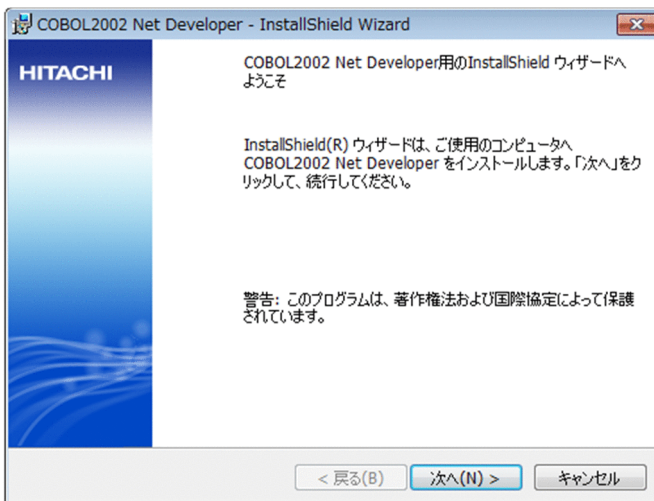 COBOL2002 Net Developer - InstallShield Wizard
HITACHI
COBOL2002 Net Developer用のInstallShield ウィザードへ
ようこそ
InstallShield(R) ウィザードは、ご使用のコンピュータへ
COBOL2002 Net Developer をインストールします。「次へ」をク
リックして、続行してください。
警告: このプログラムは、著作権法および国際協定によって保護
されています。
< 戻る(B)
次へ(N) >
キャンセル